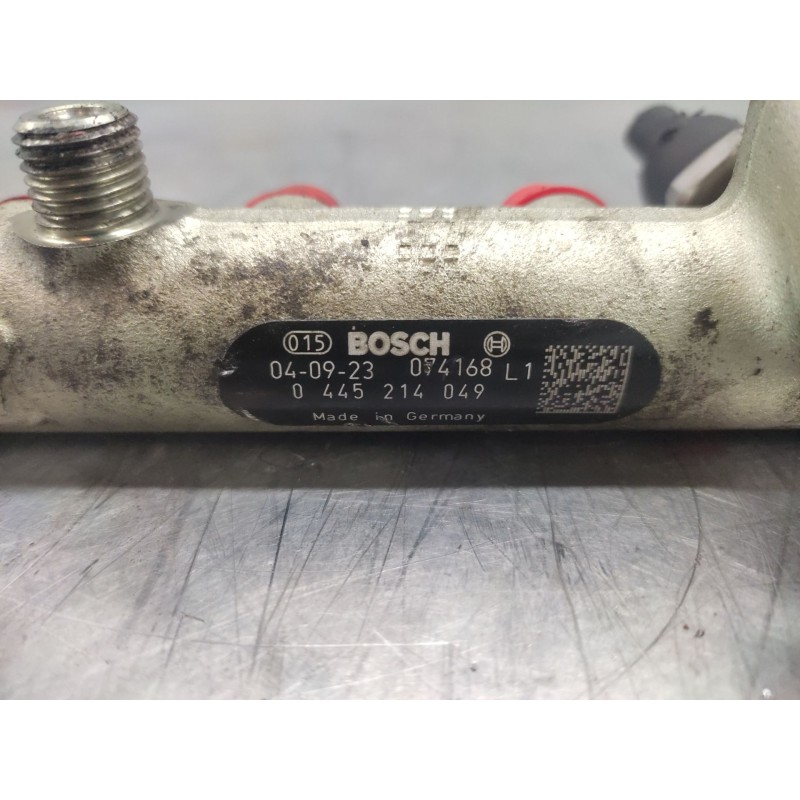 015 BOSCH
04-09-23 074168 L1
0 445 214 049
Made in Germany